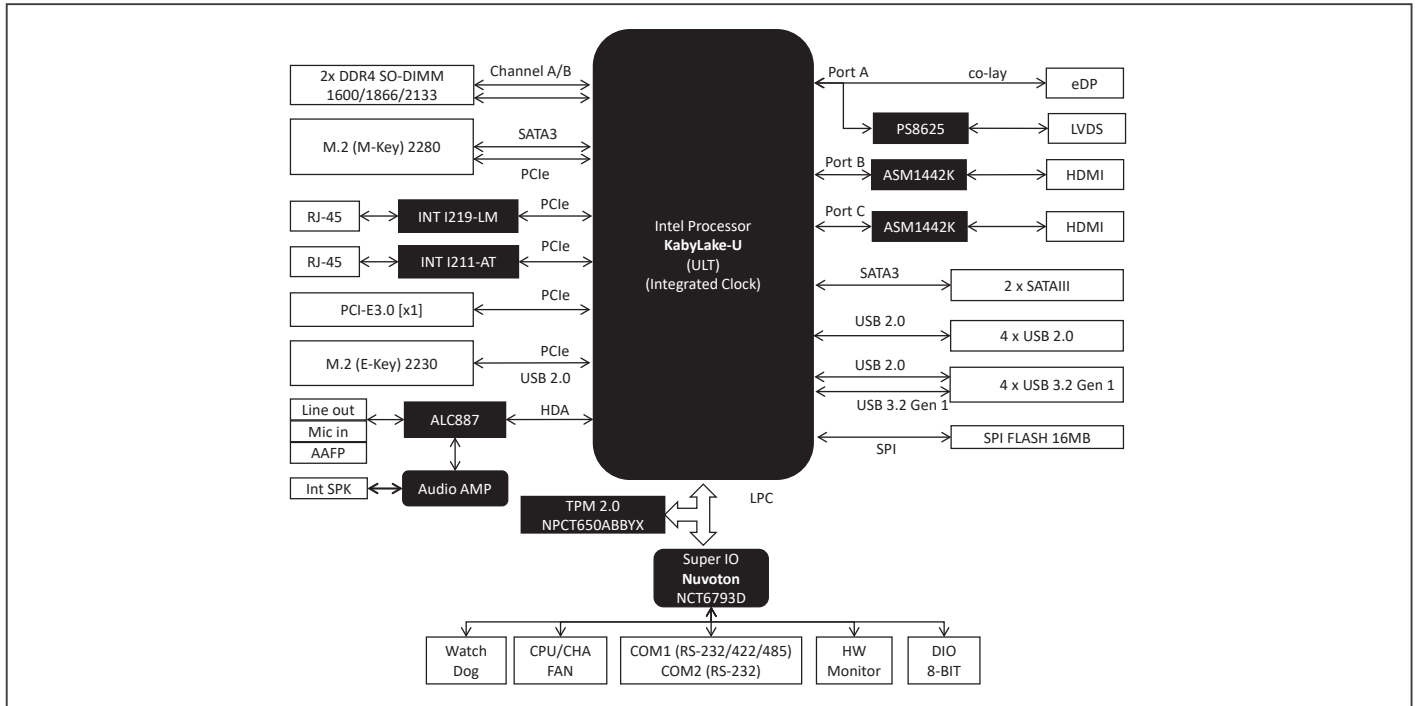 2x DDR4 SO-DIMM
1600/1866/2133
Channel A/B
M.2 (M-Key) 2280
SATA3
PCIe
RJ-45
INT I219-LM
PCIe
RJ-45
INT I211-AT
PCIe
PCI-E3.0 [x1]
PCIe
M.2 (E-Key) 2230
PCIe
USB 2.0
Line out
Mic in
AAFP
ALC887
HDA
Int SPK
Audio AMP
Intel Processor
KabyLake-U
(ULT)
(Integrated Clock)
Port A
co-lay
eDP
PS8625
LVDS
Port B
ASM1442K
HDMI
Port C
ASM1442K
HDMI
SATA3
2 x SATAIII
USB 2.0
4 x USB 2.0
USB 2.0
4 x USB 3.2 Gen 1
USB 3.2 Gen 1
SPI FLASH 16MB
SPI
LPC
TPM 2.0
NPCT650ABBYX
Super IO
Nuvoton
NCT6793D
Watch
Dog
CPU/CHA
FAN
COM1 (RS-232/422/485)
COM2 (RS-232)
HW
Monitor
DIO
8-BIT